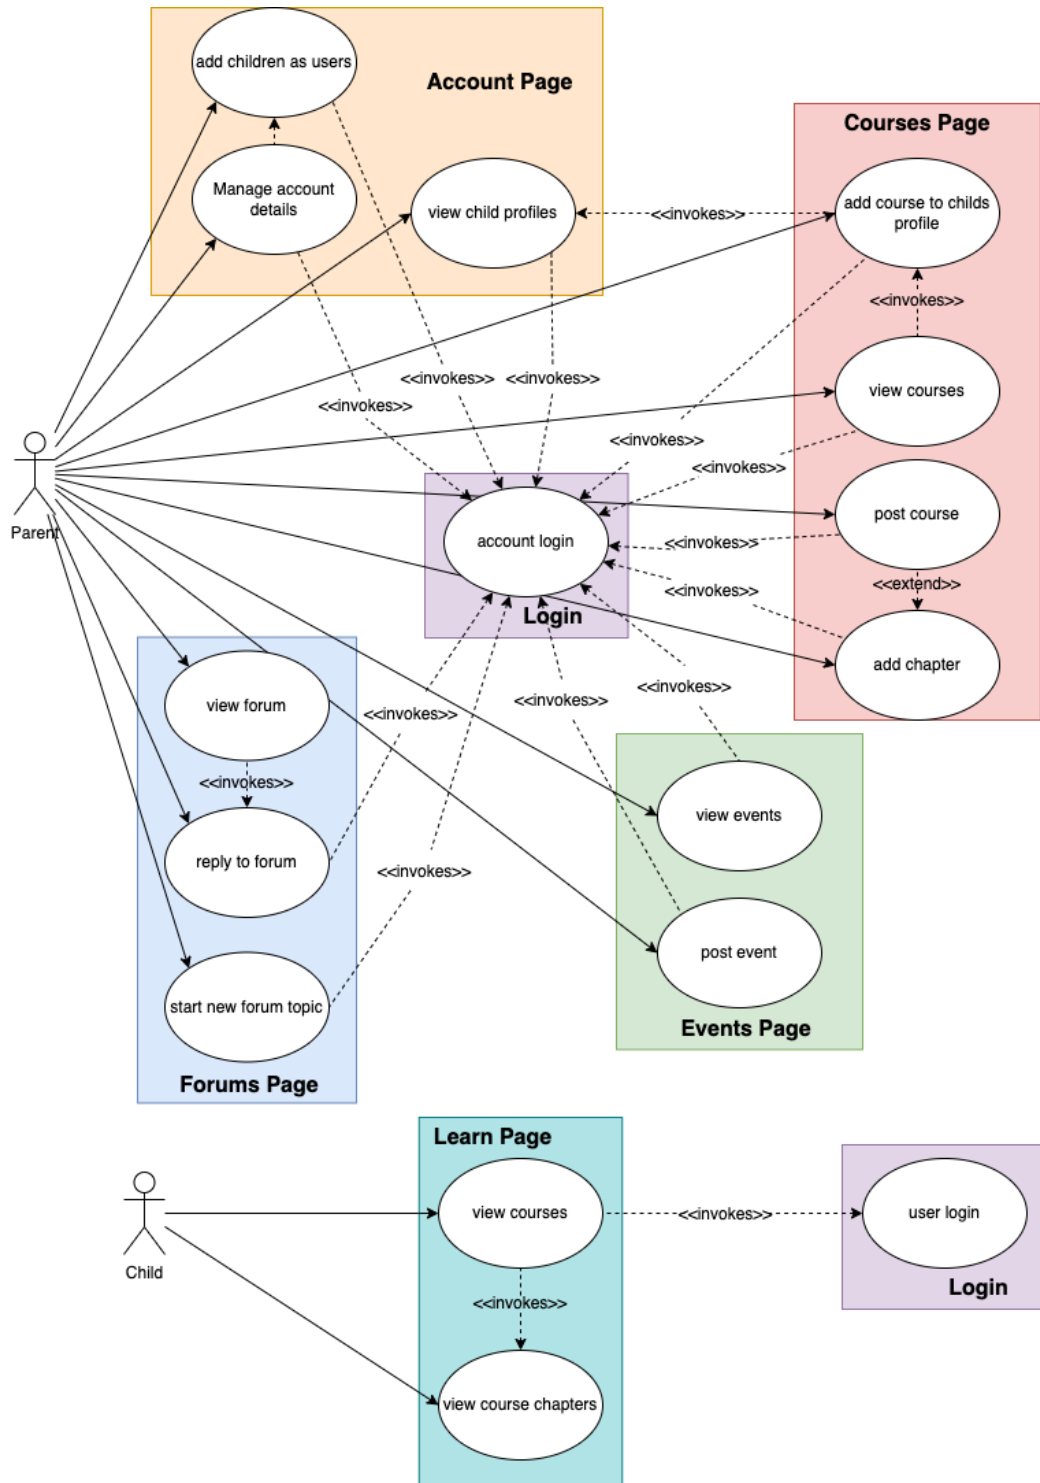 add children as users
Account Page
Courses Page
Manage account
details
view child profiles
<<invokes>>
add course to childs
profile
<<invokes>>
<<invokes>>
<<invokes>>
<<invokes>>
view courses
<<invokes>>
<<invokes>>
Parent
account login
<<invokes>>
post course
<<extend>>
<<invokes>>
Login
add chapter
view forum
<<invokes>>
<<invokes>>
<<invokes>>
<<invokes>>
view events
reply to forum
<<invokes>>
post event
start new forum topic
Events Page
Forums Page
Learn Page
view courses
<<invokes>>
user login
Child
Login
<<invokes>>
view course chapters